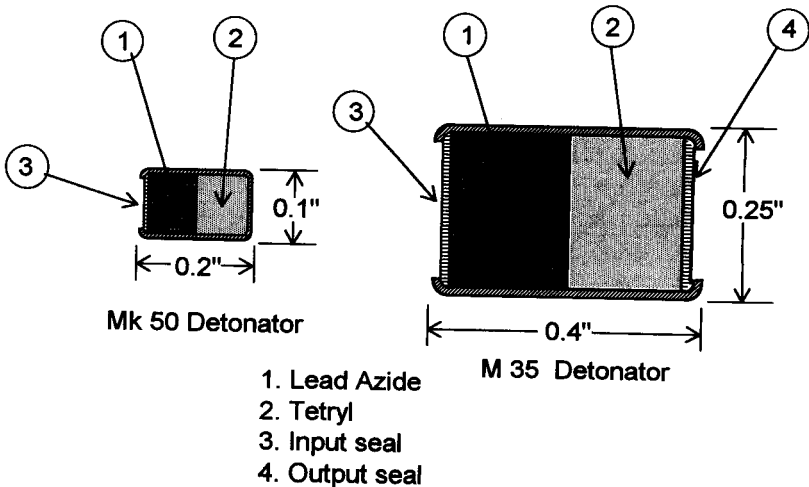 1 2 1 2 4
3 3
0.1"
0.2"
0.25"
0.4"
Mk 50 Detonator
M 35 Detonator
1. Lead Azide
2. Tetryl
3. Input seal
4. Output seal